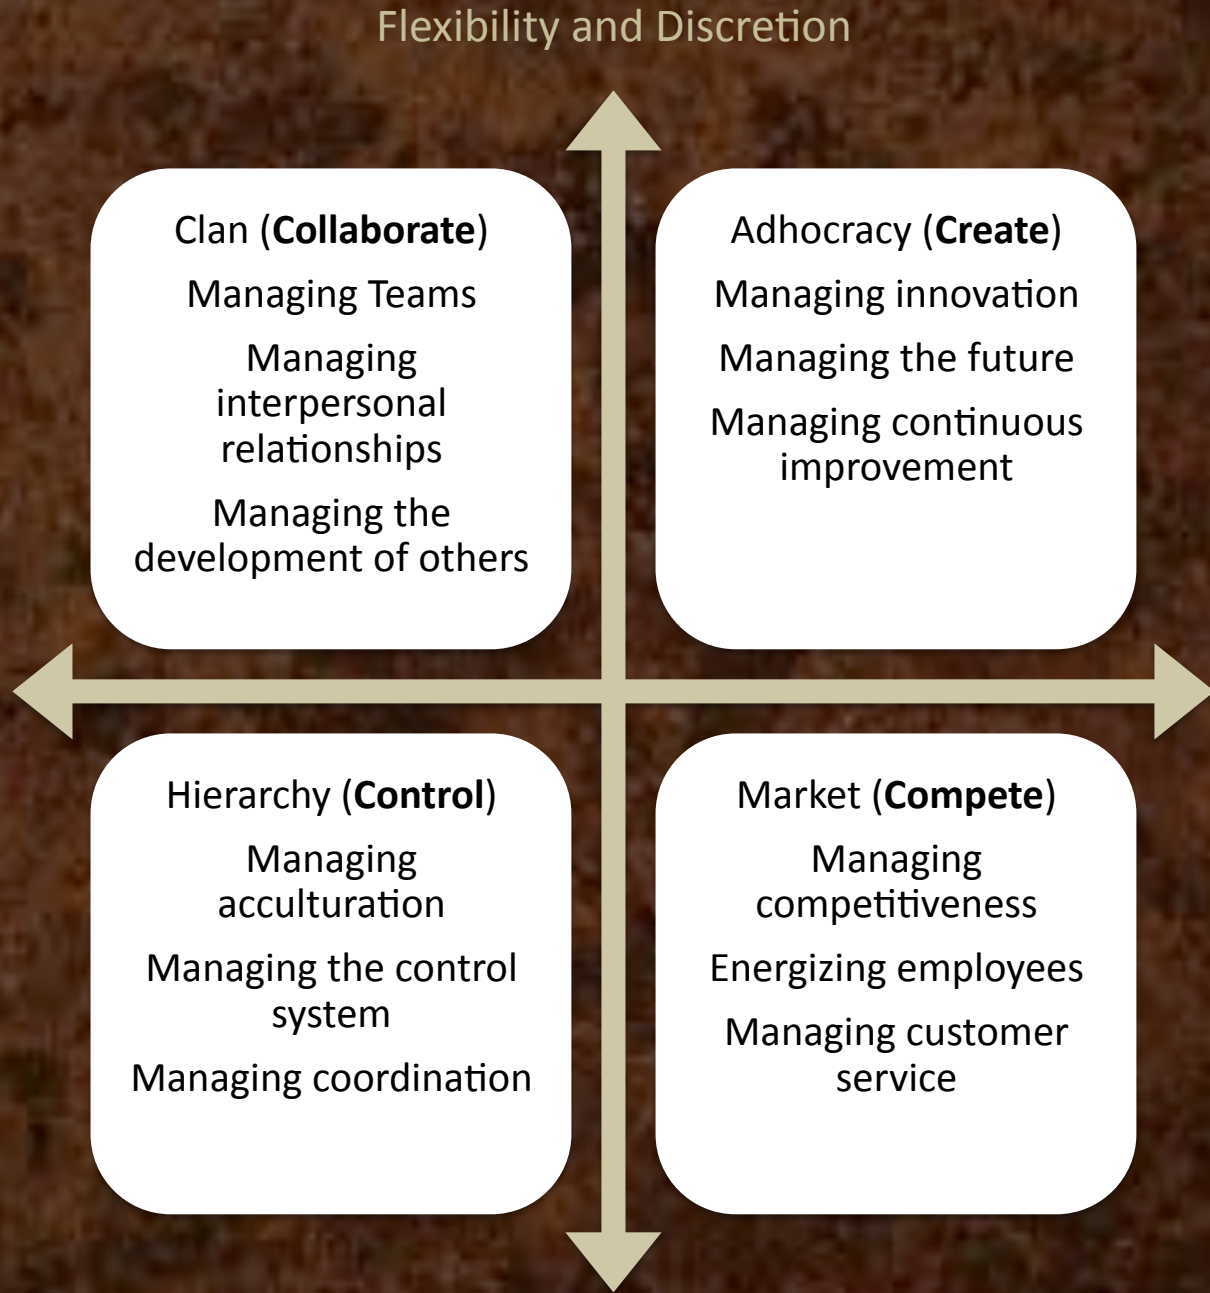 Flexibility and Discretion
Clan (Collaborate)
Managing Teams
Managing
interpersonal
relationships
Managing the
development of others
Adhocracy (Create)
Managing innovation
Managing the future
Managing continuous
improvement
Hierarchy (Control)
Managing
acculturation
Managing the control
system
Managing coordination
Market (Compete)
Managing
competitiveness
Energizing employees
Managing customer
service